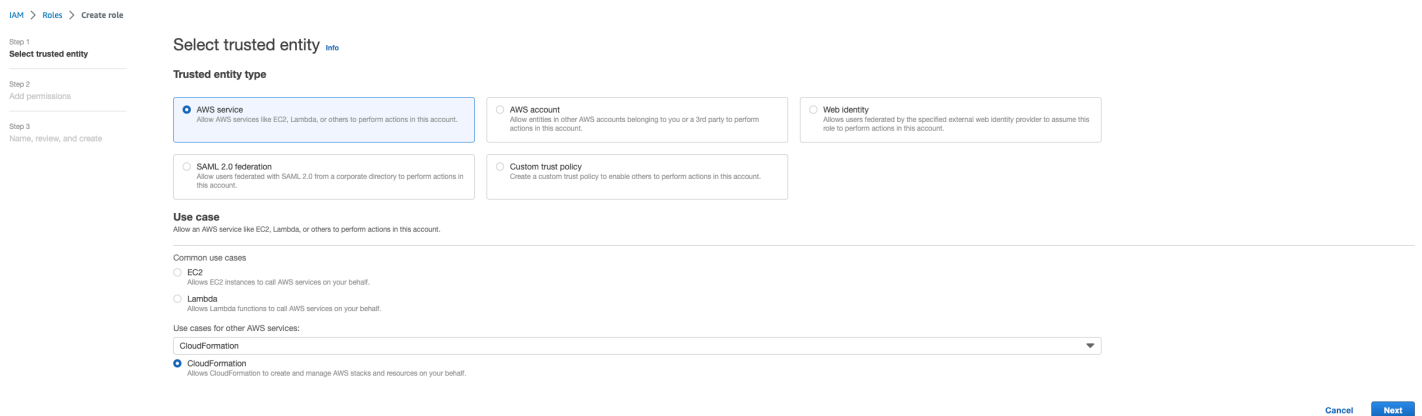 IAM > Roles > Create role
Step 1
Select trusted entity
Step 2
Add permissions
Step 3
Name, review, and create
Select trusted entity Info
Trusted entity type
AWS service
Allow AWS services like EC2, Lambda, or others to perform actions in this account.
AWS account
Allow entities in other AWS accounts belonging to you or a 3rd party to perform
actions in this account.
Web identity
Allows users federated by the specified external web identity provider to assume this
role to perform actions in this account.
SAML 2.0 federation
Allow users federated with SAML 2.0 from a corporate directory to perform actions in
this account.
Custom trust policy
Create a custom trust policy to enable others to perform actions in this account.
Use case
Allow an AWS service like EC2, Lambda, or others to perform actions in this account.
Common use cases
EC2
Allows EC2 instances to call AWS services on your behalf.
Lambda
Allows Lambda functions to call AWS services on your behalf.
Use cases for other AWS services:
CloudFormation
CloudFormation
Allows CloudFormation to create and manage AWS stacks and resources on your behalf.
Cancel Next